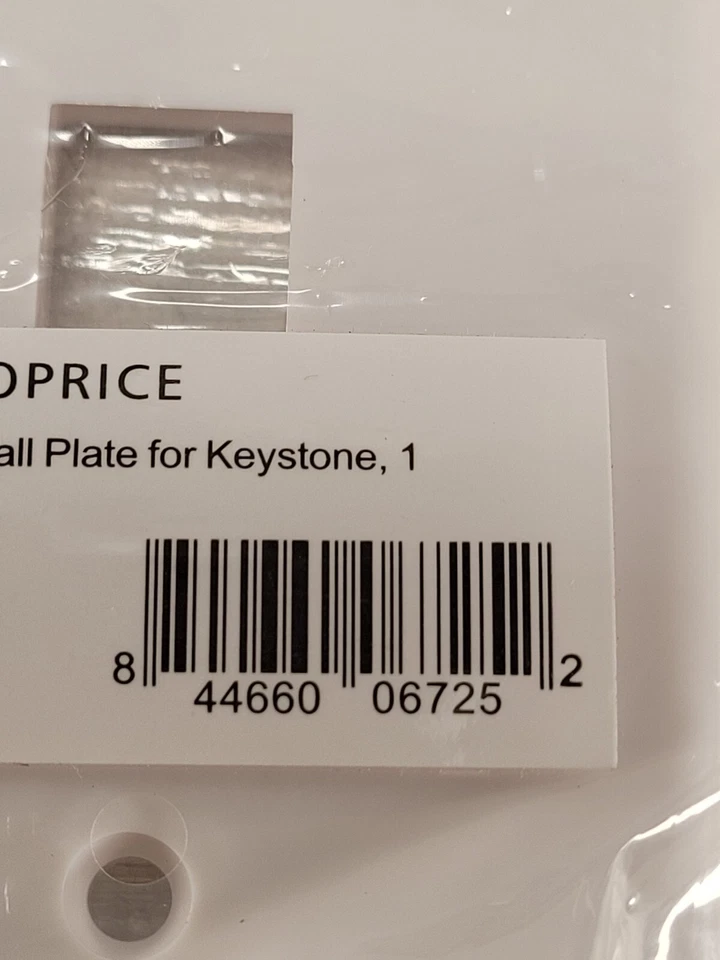 OPRICE
all Plate for Keystone, 1
8 44660 06725 2